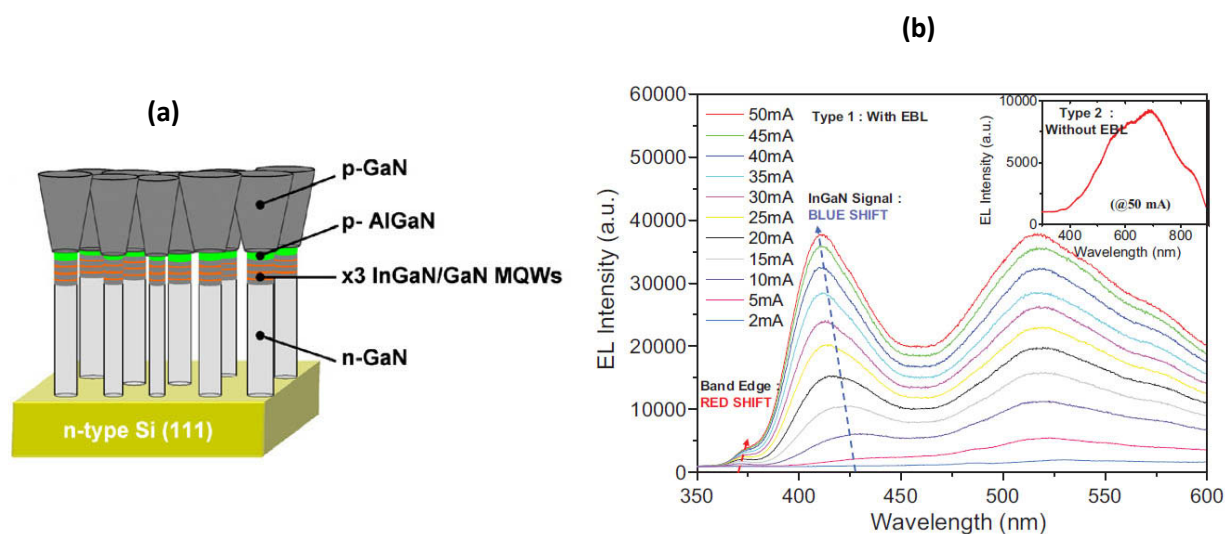 (a)
p-GaN
p- AlGaN
x3 InGaN/GaN MQWs
n-GaN
n-type Si (111)
(b)
60000
50000
40000
30000
20000
10000
0
EL Intensity (a.u.)
50mA
45mA
40mA
35mA
30mA
25mA
20mA
15mA
10mA
5mA
2mA
Type 1 : With EBL
InGaN Signal :
BLUE SHIFT
Band Edge :
RED SHIFT
350
400
450
500
550
600
Wavelength (nm)
10000
5000
0
EL Intensity (a.u.)
Type 2 :
Without EBL
(@50 mA)
400
600
800
Wavelength (nm)